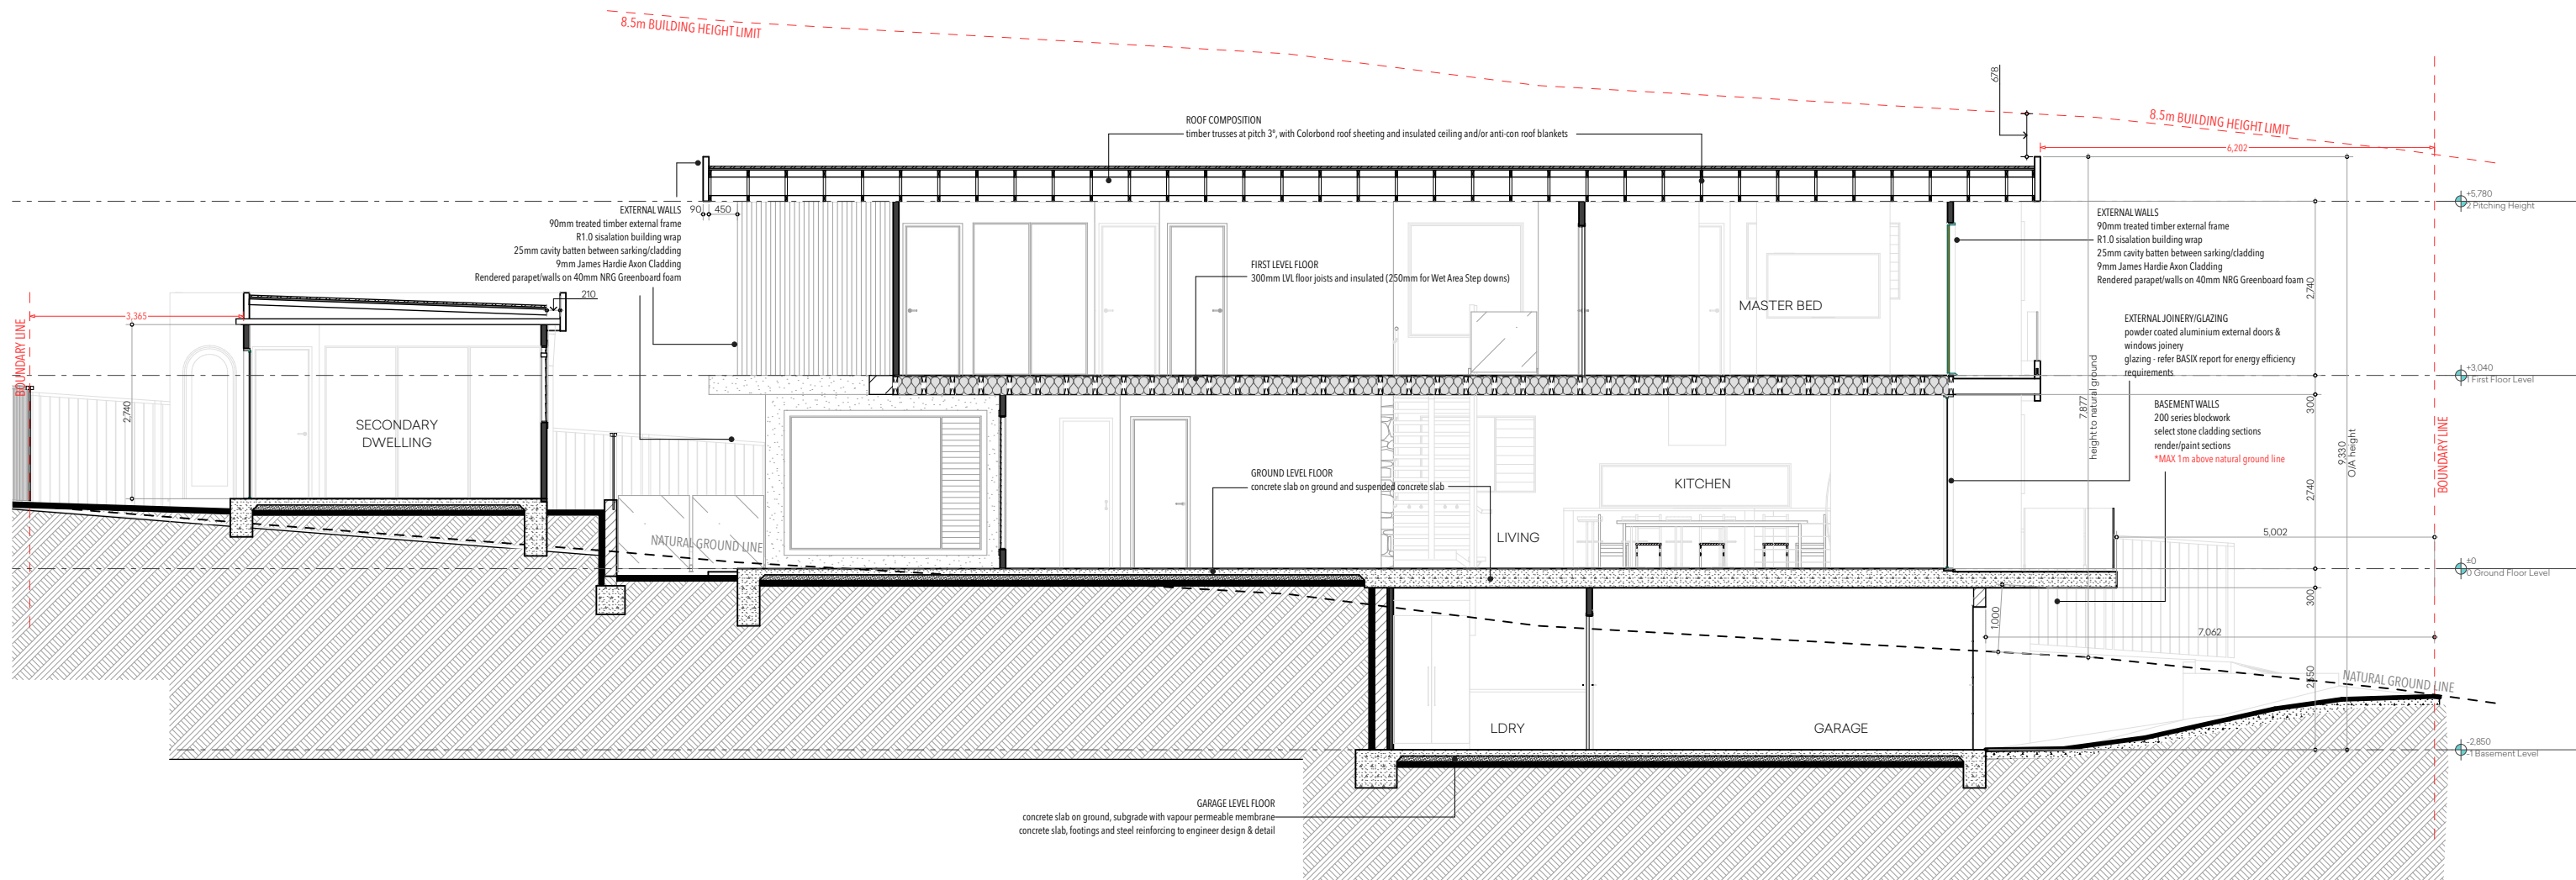 8.5m BUILDING HEIGHT LIMIT
678
8.5m BUILDING HEIGHT LIMIT
ROOF COMPOSITION
timber trusses at pitch 3°, with Colorbond roof sheeting and insulated ceiling and/or anti-con roof blankets
6,202
+5,780
2 Pitching Height
EXTERNAL WALLS
90mm treated timber external frame
R1.0 sisalation building wrap
25mm cavity batten between sarking/cladding
9mm James Hardie Axon Cladding
Rendered parapet/walls on 40mm NRG Greenboard foam
90
450
EXTERNAL WALLS
90mm treated timber external frame
R1.0 sisalation building wrap
25mm cavity batten between sarking/cladding
9mm James Hardie Axon Cladding
Rendered parapet/walls on 40mm NRG Greenboard foam
FIRST LEVEL FLOOR
300mm LVL floor joists and insulated (250mm for Wet Area Step downs)
MASTER BED
2,740
210
3,365
BOUNDARY LINE
EXTERNAL JOINERY/GLAZING
powder coated aluminium external doors &
windows joinery
glazing - refer BASIX report for energy efficiency
requirements
+3,040
1 First Floor Level
2,740
SECONDARY
DWELLING
7,877
height to natural ground
300
BASEMENT WALLS
200 series blockwork
select stone cladding sections
render/paint sections
*MAX 1m above natural ground line
9,330
O/A height
BOUNDARY LINE
GROUND LEVEL FLOOR
concrete slab on ground and suspended concrete slab
KITCHEN
2,740
LIVING
5,002
NATURAL GROUND LINE
±0
0 Ground Floor Level
300
1,000
7,062
2,550
NATURAL GROUND LINE
LDRY
GARAGE
-2,850
-1 Basement Level
GARAGE LEVEL FLOOR
concrete slab on ground, subgrade with vapour permeable membrane
concrete slab, footings and steel reinforcing to engineer design & detail